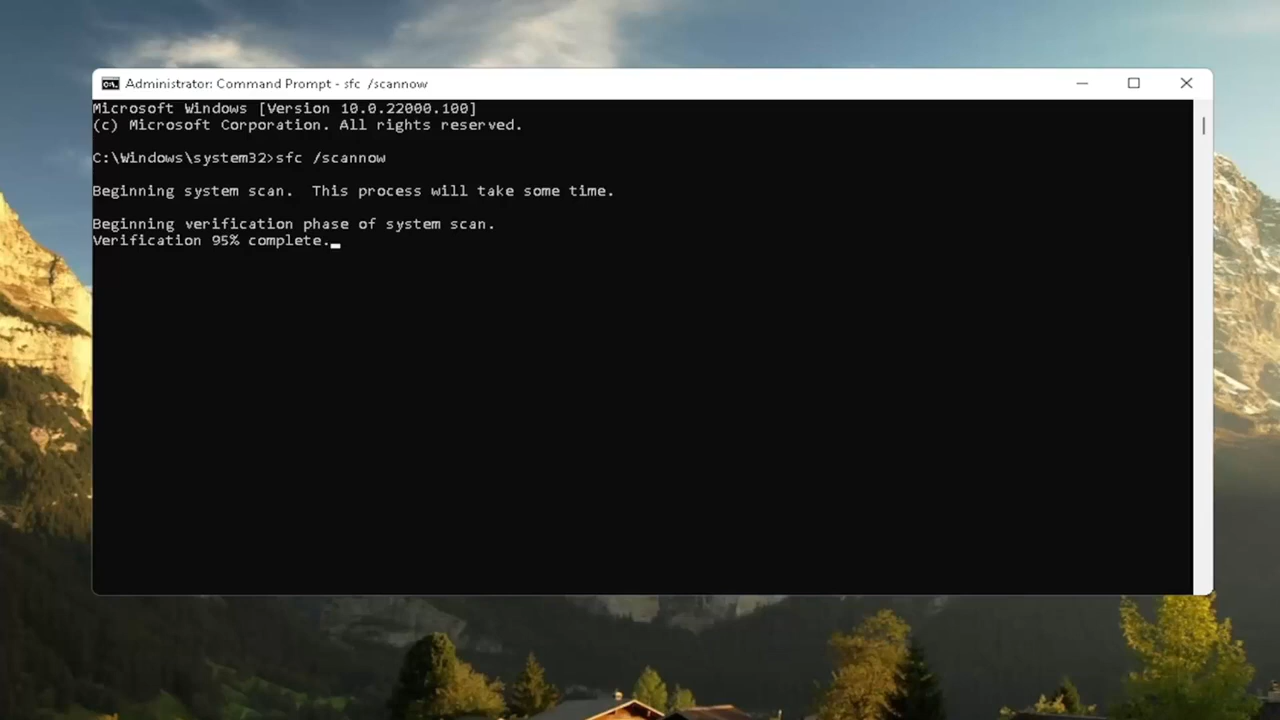 Administrator: Command Prompt - sfc  /scannow
Microsoft Windows [Version 10.0.22000.100]
(c) Microsoft Corporation. All rights reserved.
C:\Windows\system32>sfc /scannow
Beginning system scan.  This process will take some time.
Beginning verification phase of system scan.
Verification 95% complete.